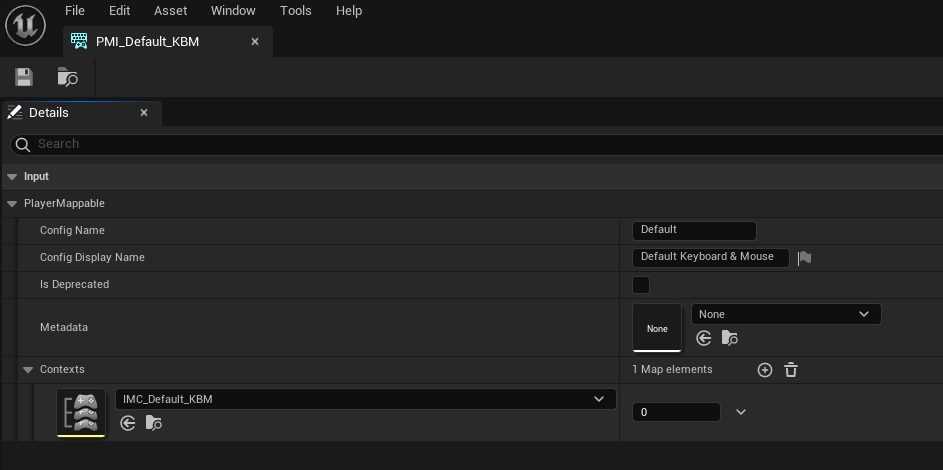 File Edit Asset Window Tools Help
PMI_Default_KBM
Details
Search
Input
PlayerMappable
Config Name Default
Config Display Name Default Keyboard & Mouse
Is Deprecated
Metadata None None
Contexts 1 Map elements
IMC_Default_KBM 0